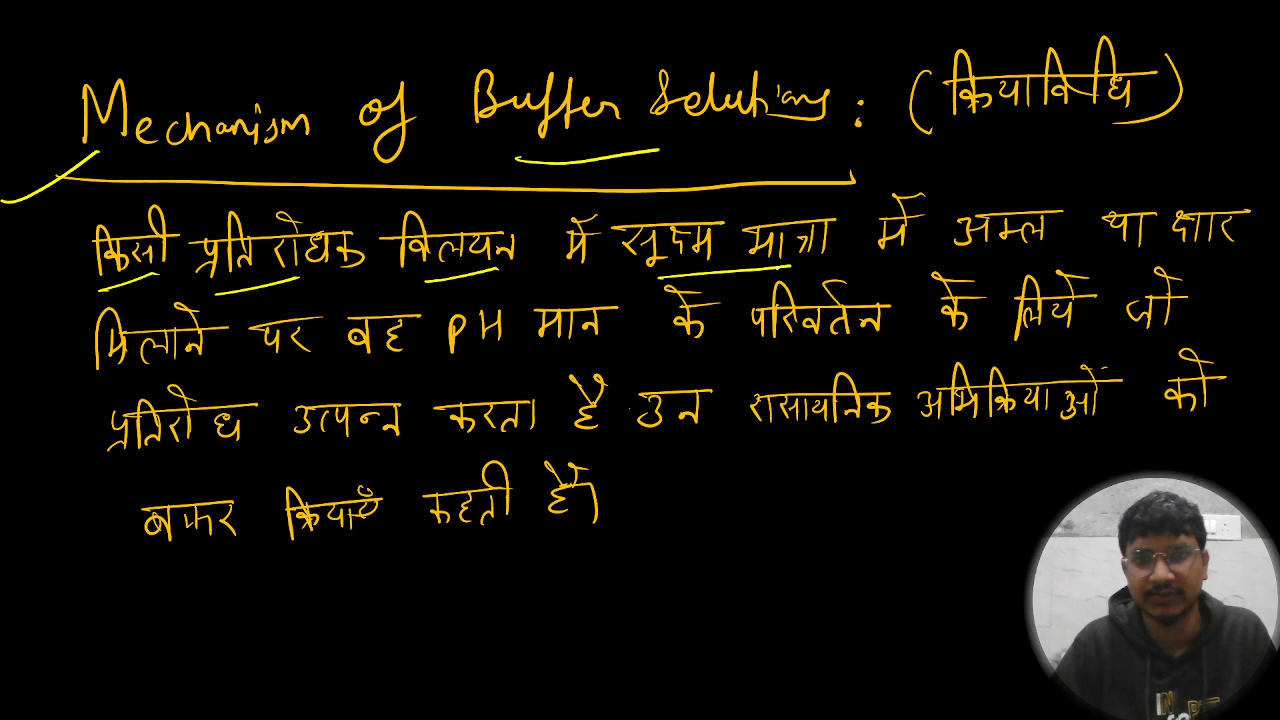 Mechanism of Buffer Solutions : (क्रियाविधि)
किसी प्रतिरोधक विलयन में सूक्ष्म मात्रा में अम्ल या क्षार
मिलाने पर वह PH मान के परिवर्तन के लिये जो
प्रतिरोध उत्पन्न करता है उन रासायनिक अभिक्रियाओं को
बफर क्रियाएँ कहती हैं।